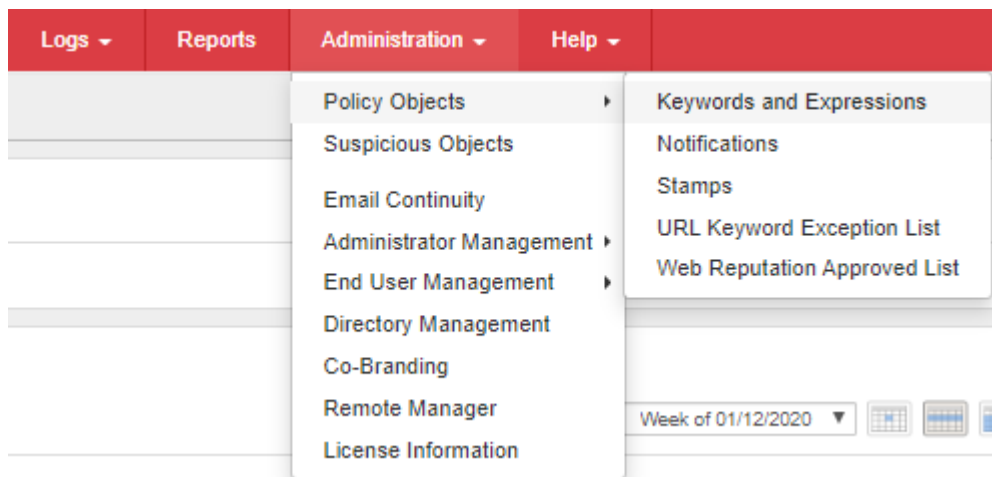 Logs
Reports
Administration
Help
Policy Objects
Suspicious Objects
Email Continuity
Administrator Management
End User Management
Directory Management
Co-Branding
Remote Manager
License Information
Keywords and Expressions
Notifications
Stamps
URL Keyword Exception List
Web Reputation Approved List
Week of 01/12/2020